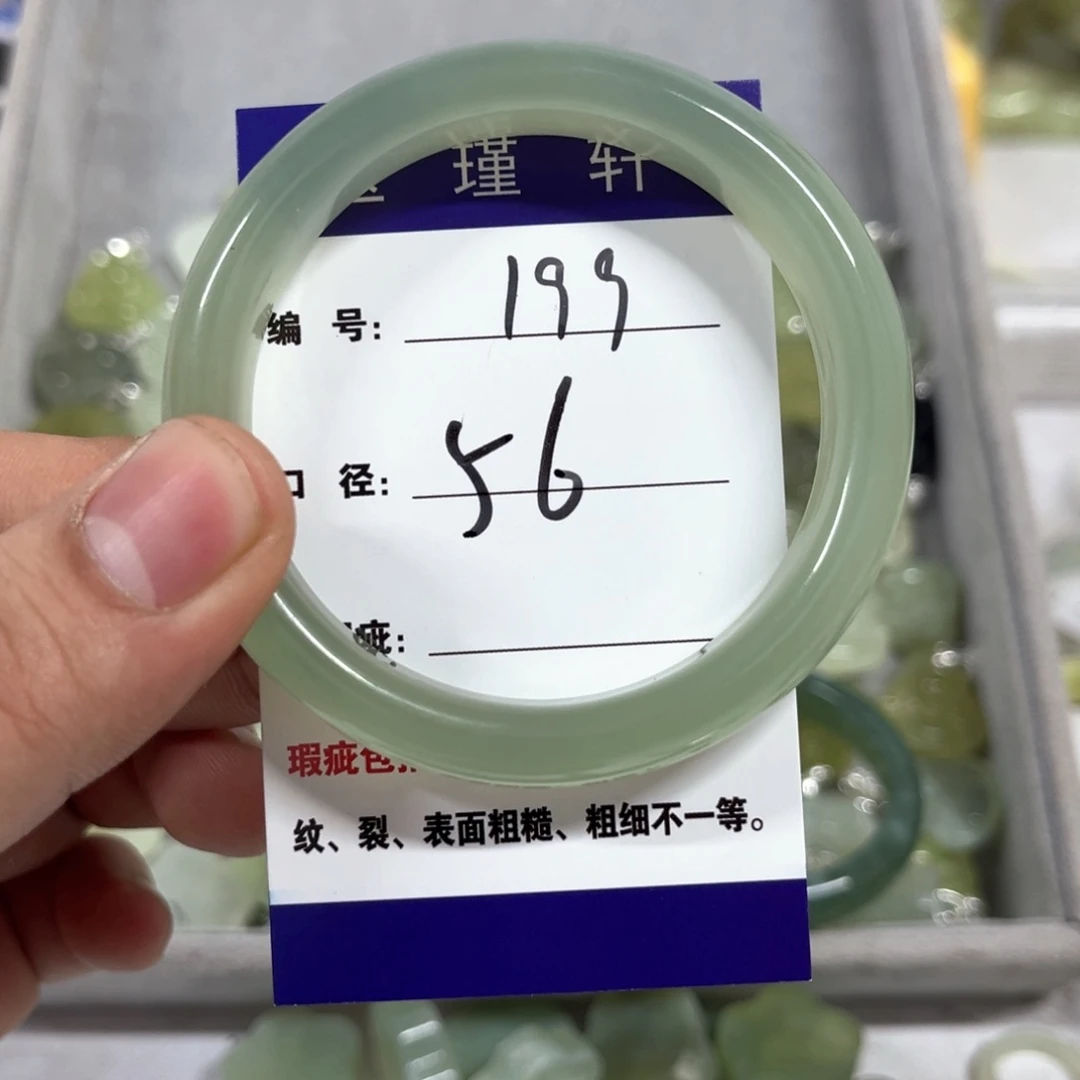 瑾 轩
编 号: 199
口 径: 56
疵:
瑕疵包
纹、裂、表面粗糙、粗细不一等。